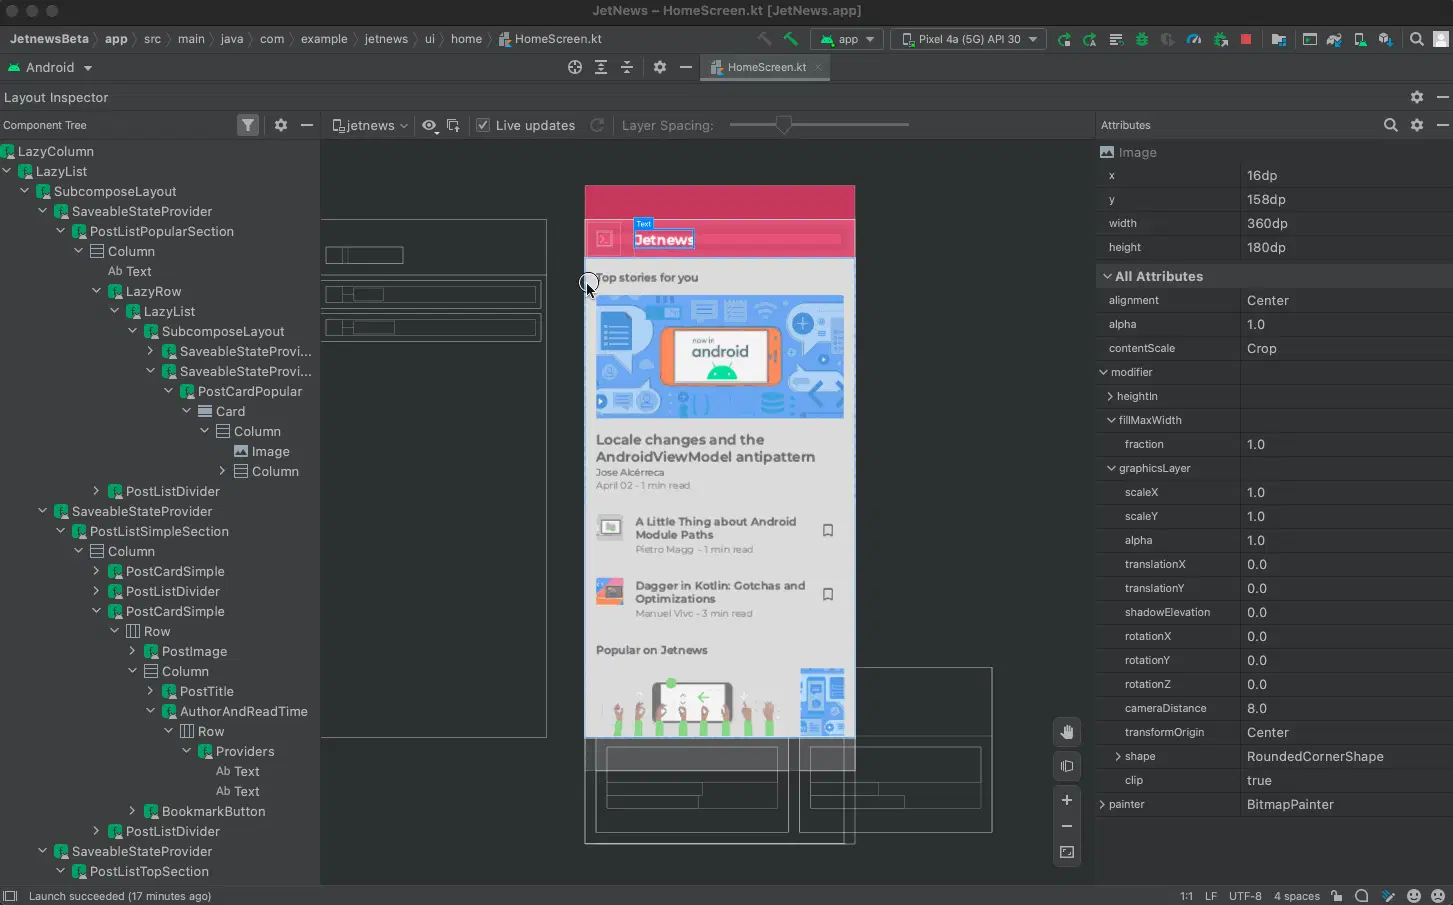 JetNews – HomeScreen.kt [JetNews.app]
JetnewsBeta app src main java com example jetnews ui home HomeScreen.kt
app
Pixel 4a (5G) API 30
Android
HomeScreen.kt
Layout Inspector
Component Tree
jetnews
Live updates
Layer Spacing:
Attributes
LazyColumn
LazyList
SubcomposeLayout
SaveableStateProvider
PostListPopularSection
Column
Ab Text
LazyRow
LazyList
SubcomposeLayout
SaveableStateProvi...
SaveableStateProvi...
PostCardPopular
Card
Column
Image
Column
PostListDivider
SaveableStateProvider
PostListSimpleSection
Column
PostCardSimple
PostListDivider
PostCardSimple
Row
PostImage
Column
PostTitle
AuthorAndReadTime
Row
Providers
Ab Text
Ab Text
BookmarkButton
PostListDivider
SaveableStateProvider
PostListTopSection
Text
Jetnews
Top stories for you
now in
android
Locale changes and the
AndroidViewModel antipattern
Jose Alcérreca
April 02 - 1 min read
A Little Thing about Android
Module Paths
Pietro Magg - 1 min read
Dagger in Kotlin: Gotchas and
Optimizations
Manuel Vivc - 3 min read
Popular on Jetnews
Image
x 16dp
y 158dp
width 360dp
height 180dp
All Attributes
alignment Center
alpha 1.0
contentScale Crop
modifier
heightIn
fillMaxWidth
fraction 1.0
graphicsLayer
scaleX 1.0
scaleY 1.0
alpha 1.0
translationX 0.0
translationY 0.0
shadowElevation 0.0
rotationX 0.0
rotationY 0.0
rotationZ 0.0
cameraDistance 8.0
transformOrigin Center
shape RoundedCornerShape
clip true
painter BitmapPainter
Launch succeeded (17 minutes ago)
1:1 LF UTF-8 4 spaces